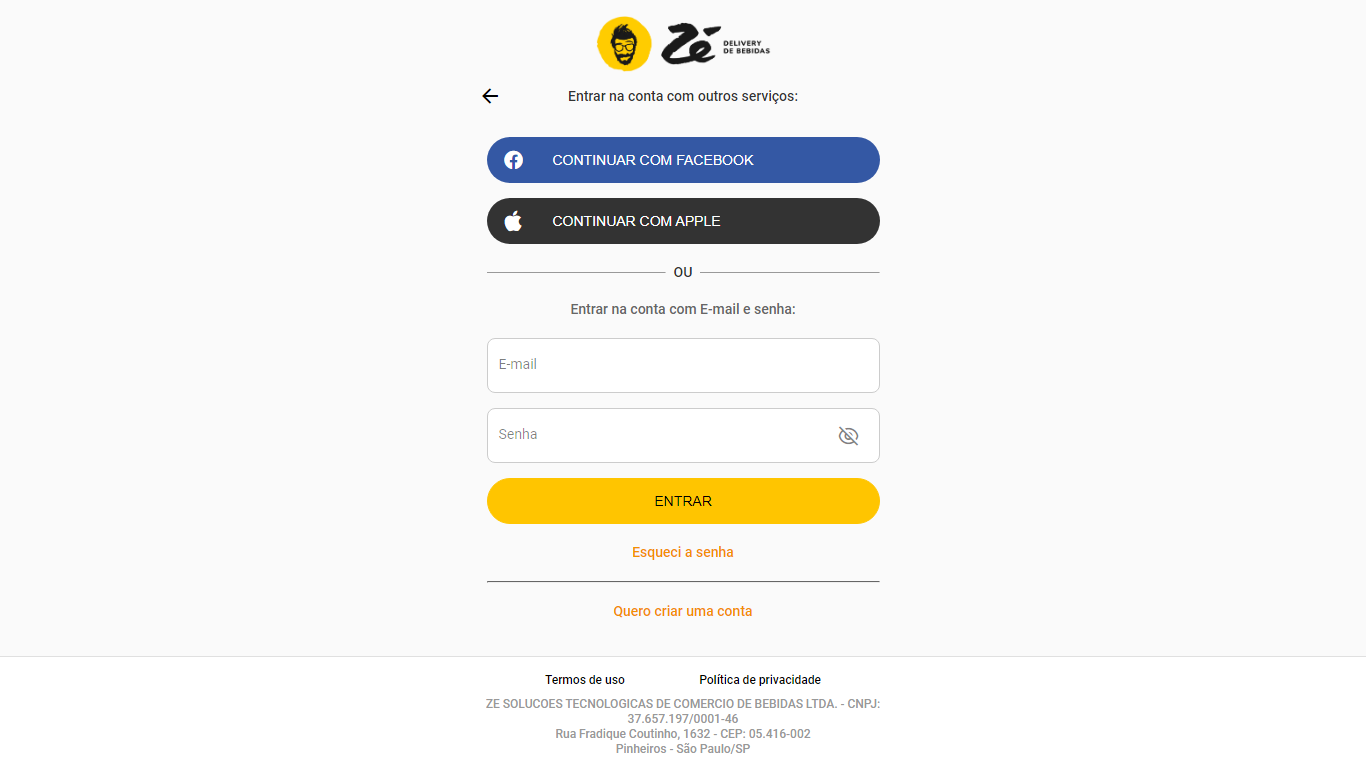 Zé DELIVERY
DE BEBIDAS
Entrar na conta com outros serviços:
CONTINUAR COM FACEBOOK
CONTINUAR COM APPLE
OU
Entrar na conta com E-mail e senha:
E-mail
Senha
ENTRAR
Esqueci a senha
Quero criar uma conta
Termos de uso Política de privacidade
ZE SOLUCOES TECNOLOGICAS DE COMERCIO DE BEBIDAS LTDA. - CNPJ:
37.657.197/0001-46
Rua Fradique Coutinho, 1632 - CEP: 05.416-002
Pinheiros - São Paulo/SP